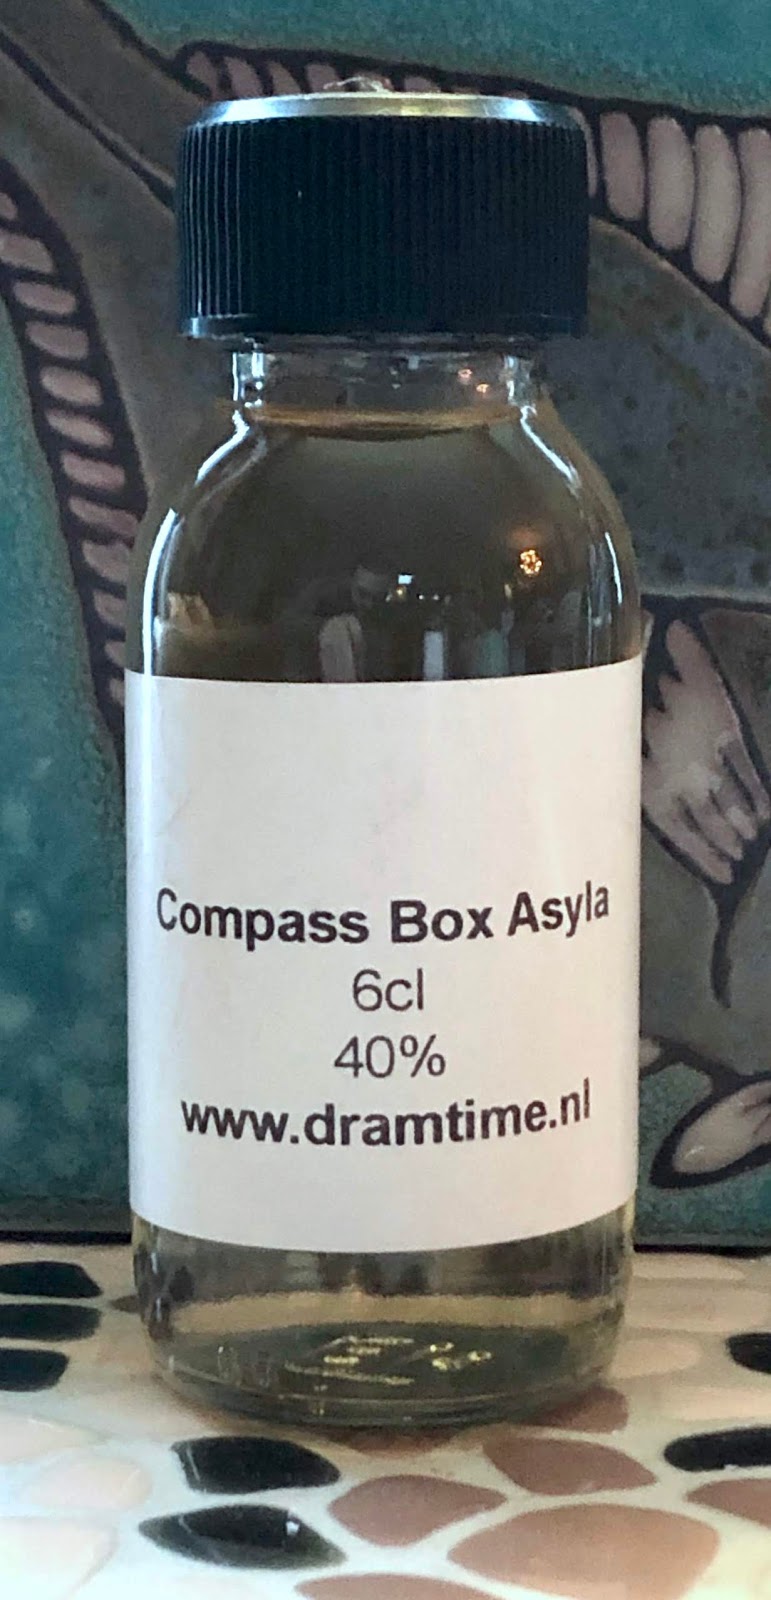 Compass Box Asyla
6cl
40%
www.dramtime.nl